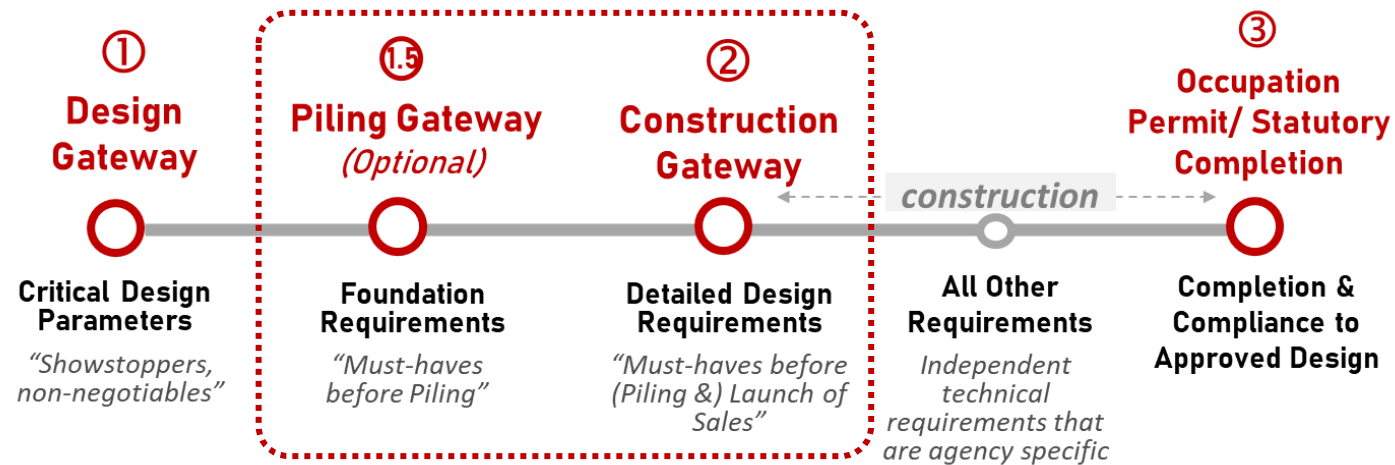 ①
Design
Gateway
Critical Design
Parameters
“Showstoppers,
non-negotiables”
1.5
Piling Gateway
(Optional)
Foundation
Requirements
“Must-haves
before Piling”
②
Construction
Gateway
Detailed Design
Requirements
“Must-haves before
(Piling &) Launch of
Sales”
construction
All Other
Requirements
Independent
technical
requirements that
are agency specific
③
Occupation
Permit/ Statutory
Completion
Completion &
Compliance to
Approved Design